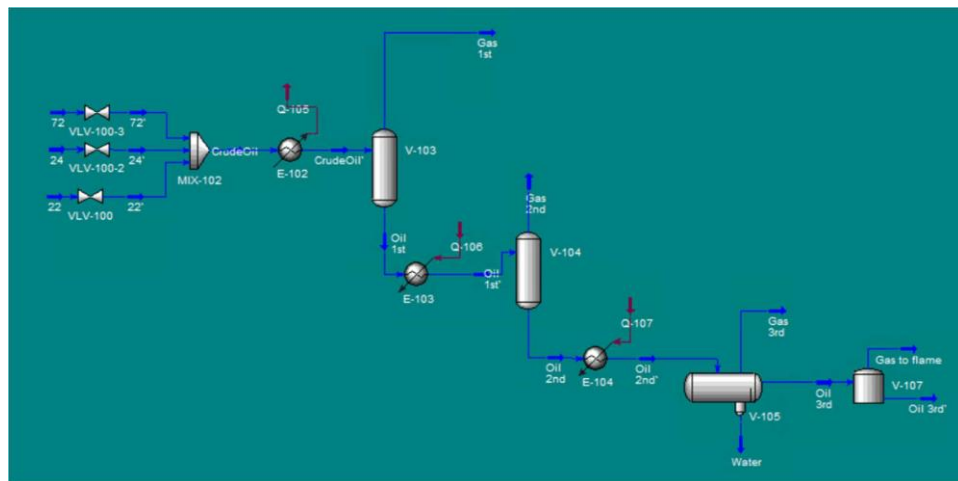 Gas
1st
Q-105
72
VLV-100-3
72'
24
VLV-100-2
24'
22
VLV-100
22'
MIX-102
CrudeOil
E-102
CrudeOil'
V-103
Oil
1st
Q-106
E-103
Oil
1st'
Gas
2nd
V-104
Q-107
Oil
2nd
E-104
Oil
2nd'
Gas
3rd
V-105
Water
Oil
3rd
Gas to flame
V-107
Oil 3rd'